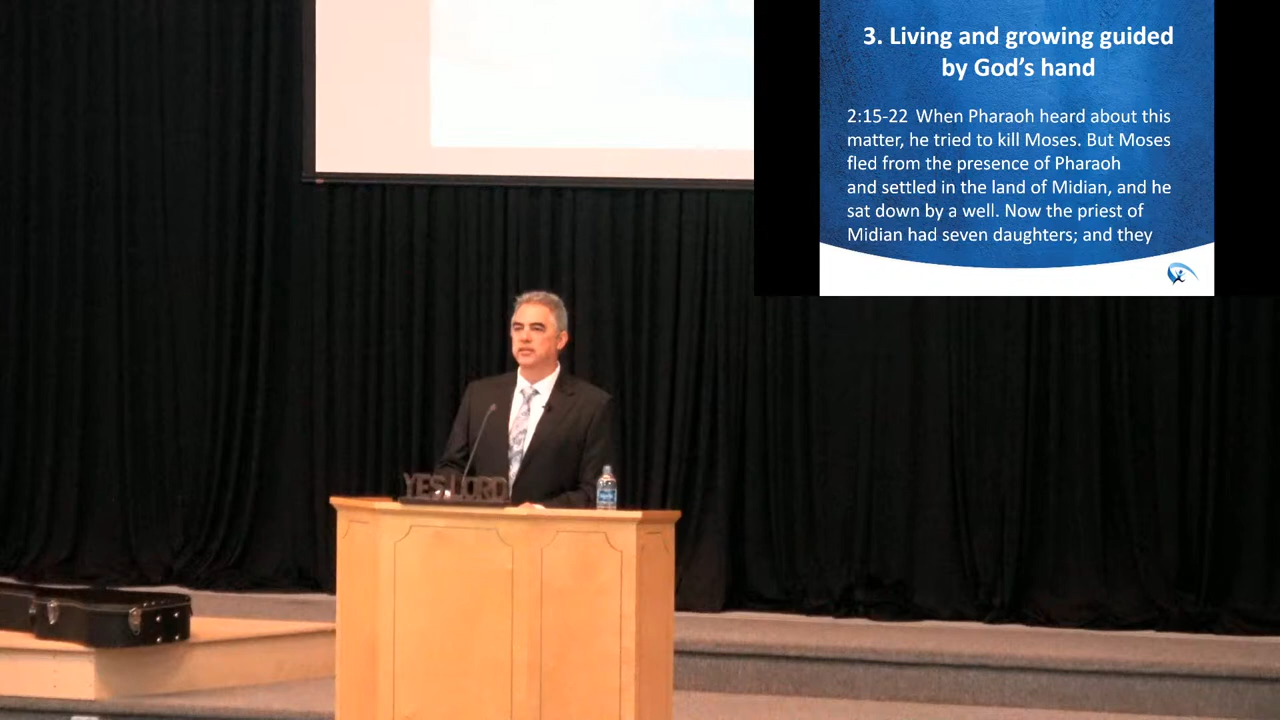 3. Living and growing guided
by God's hand
2:15-22 When Pharaoh heard about this
matter, he tried to kill Moses. But Moses
fled from the presence of Pharaoh
and settled in the land of Midian, and he
sat down by a well. Now the priest of
Midian had seven daughters; and they
YES LORD